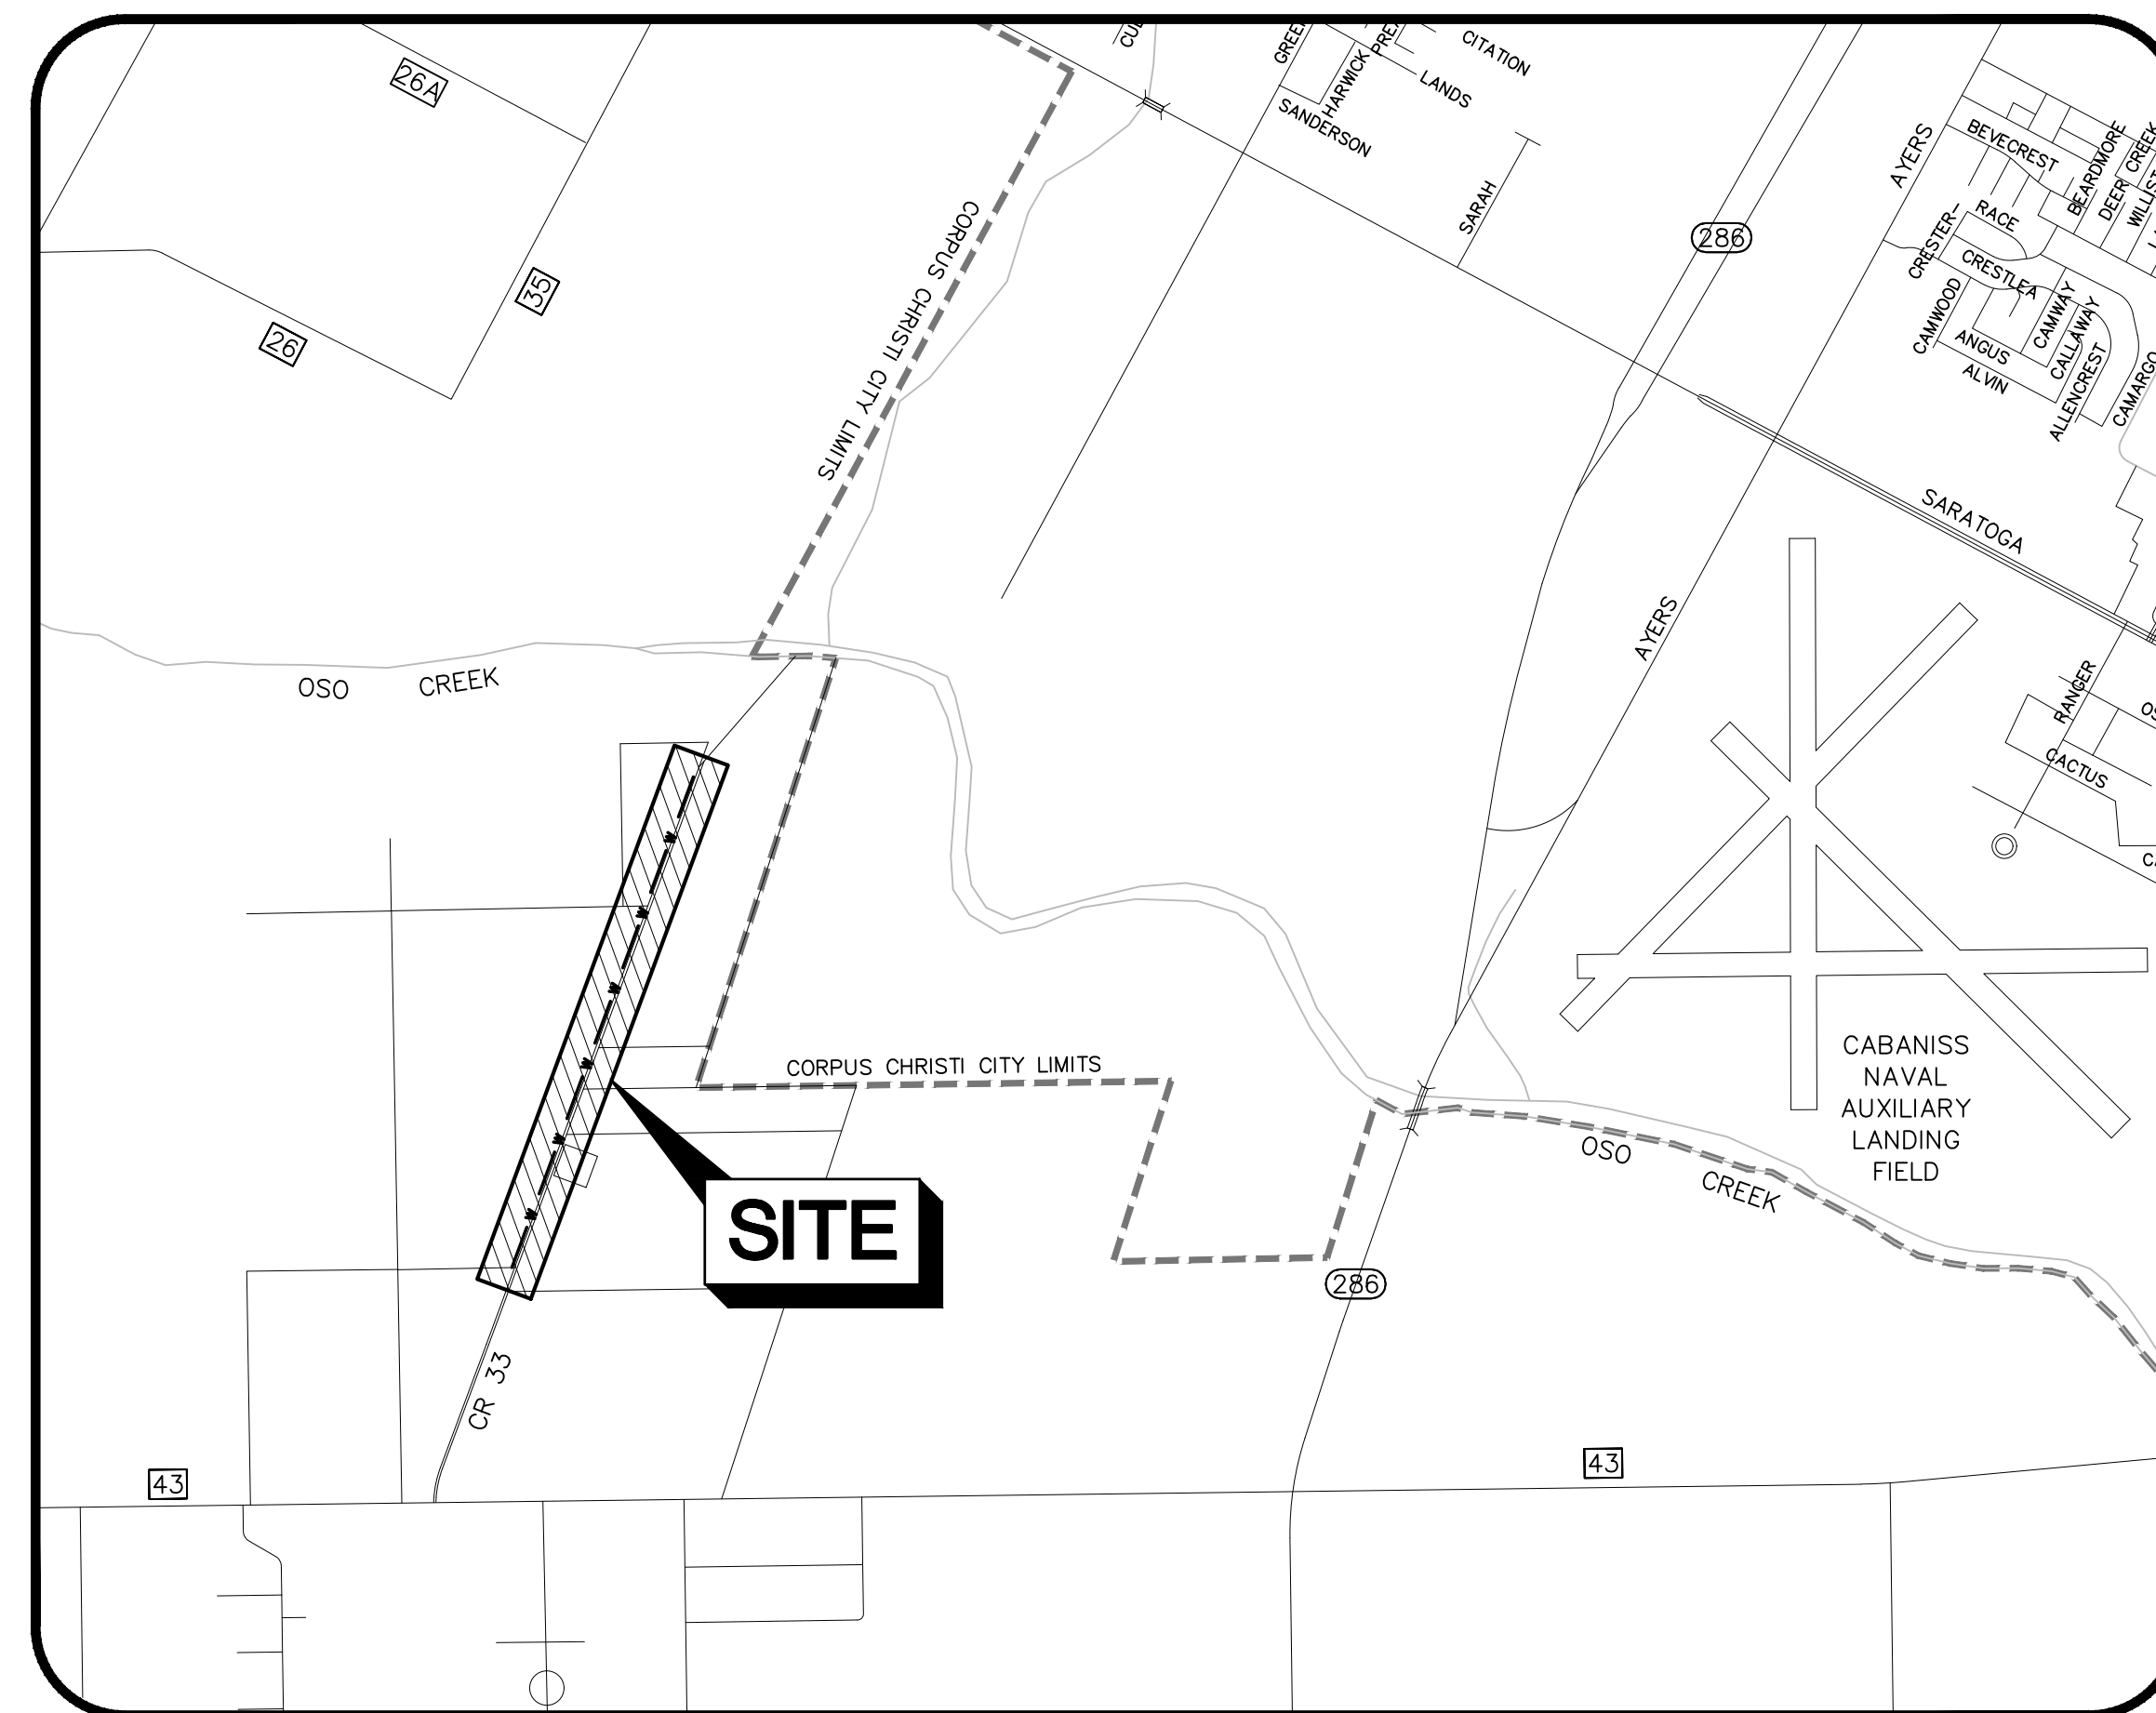 26A
CITATION
HARWICK
LANDS
SANDERSON
SARAH
286
AYERS
BEVECREST
BEARDMORE
CREEK
DEER
RACE
CRESTLEA
CAMWOOD
CAMWAY
CALLAWAY
ANGUS
ALVIN
ALLENCREST
CAMARGO
35
26
CORPUS CHRISTI CITY LIMITS
SARATOGA
AYERS
RANGER
CACTUS
OSO CREEK
CORPUS CHRISTI CITY LIMITS
CABANISS
NAVAL
AUXILIARY
LANDING
FIELD
OSO CREEK
W
W
W
W
W
W
SITE
286
CR 33
43
43